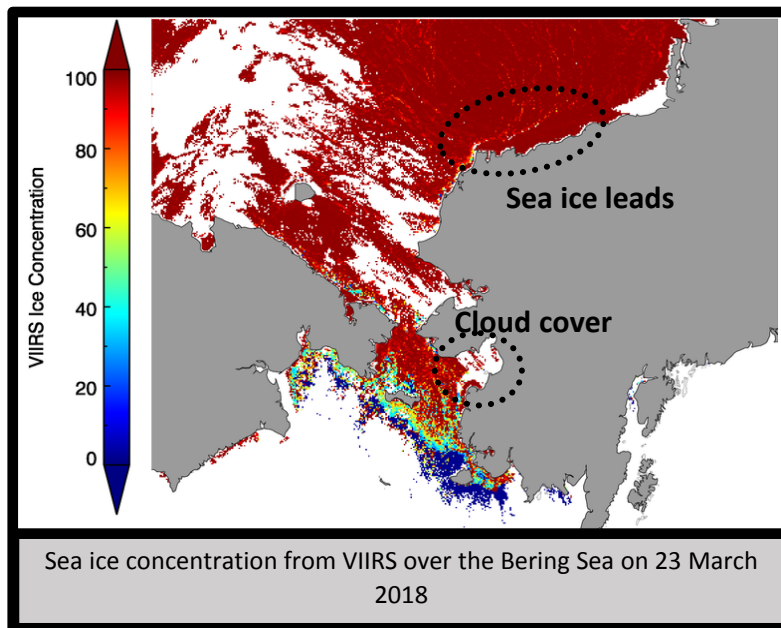 VIIRS Ice Concentration
100
80
60
40
20
0
Sea ice leads
Cloud cover
Sea ice concentration from VIIRS over the Bering Sea on 23 March
2018